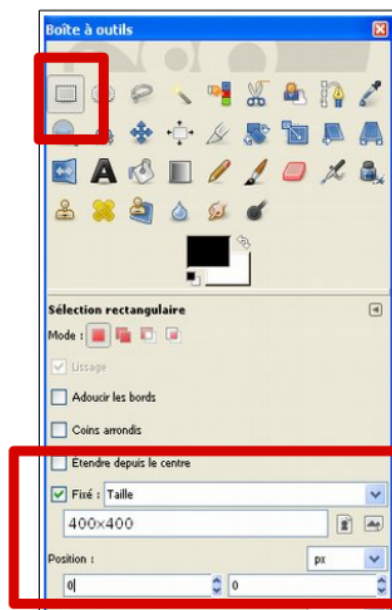 Boîte à outils
Sélection rectangulaire
Mode :
Lissage
Adoucir les bords
Coins arrondis
Étendre depuis le centre
Fixé : Taille
400×400
Position : px
0 0